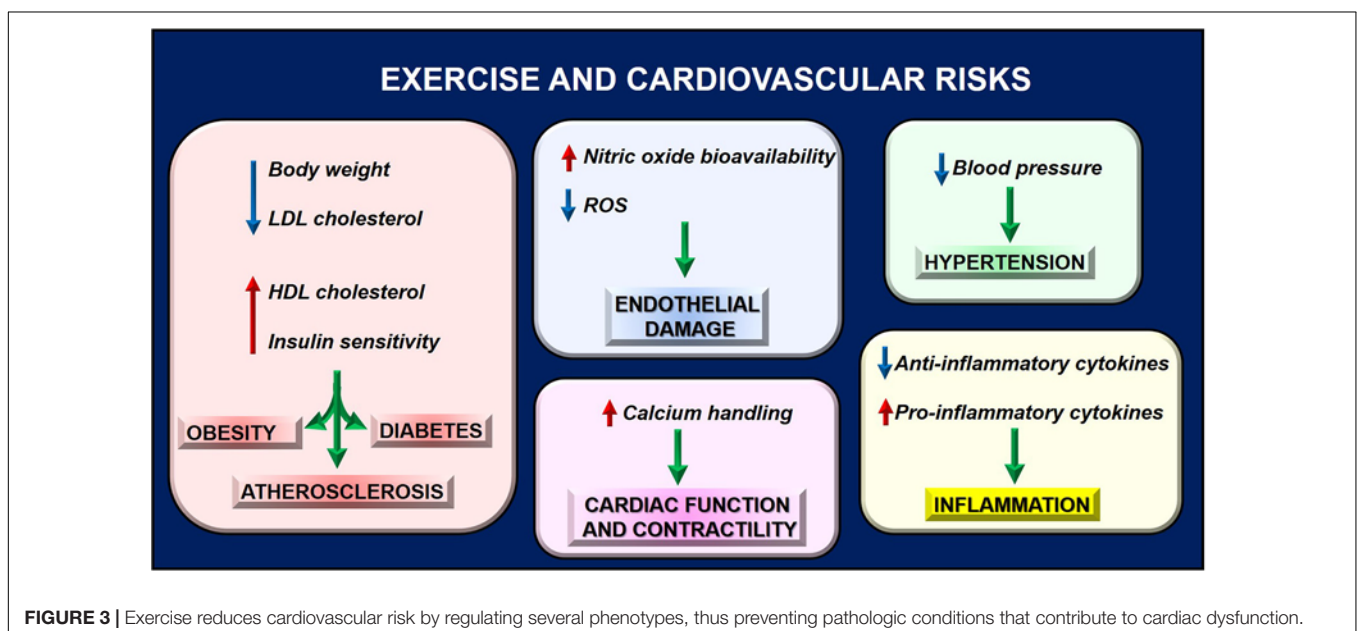 EXERCISE AND CARDIOVASCULAR RISKS
Body weight
LDL cholesterol
HDL cholesterol
Insulin sensitivity
OBESITY
DIABETES
ATHEROSCLEROSIS
Nitric oxide bioavailability
ROS
ENDOTHELIAL
DAMAGE
Calcium handling
CARDIAC FUNCTION
AND CONTRACTILITY
Blood pressure
HYPERTENSION
Anti-inflammatory cytokines
Pro-inflammatory cytokines
INFLAMMATION
FIGURE 3 | Exercise reduces cardiovascular risk by regulating several phenotypes, thus preventing pathologic conditions that contribute to cardiac dysfunction.